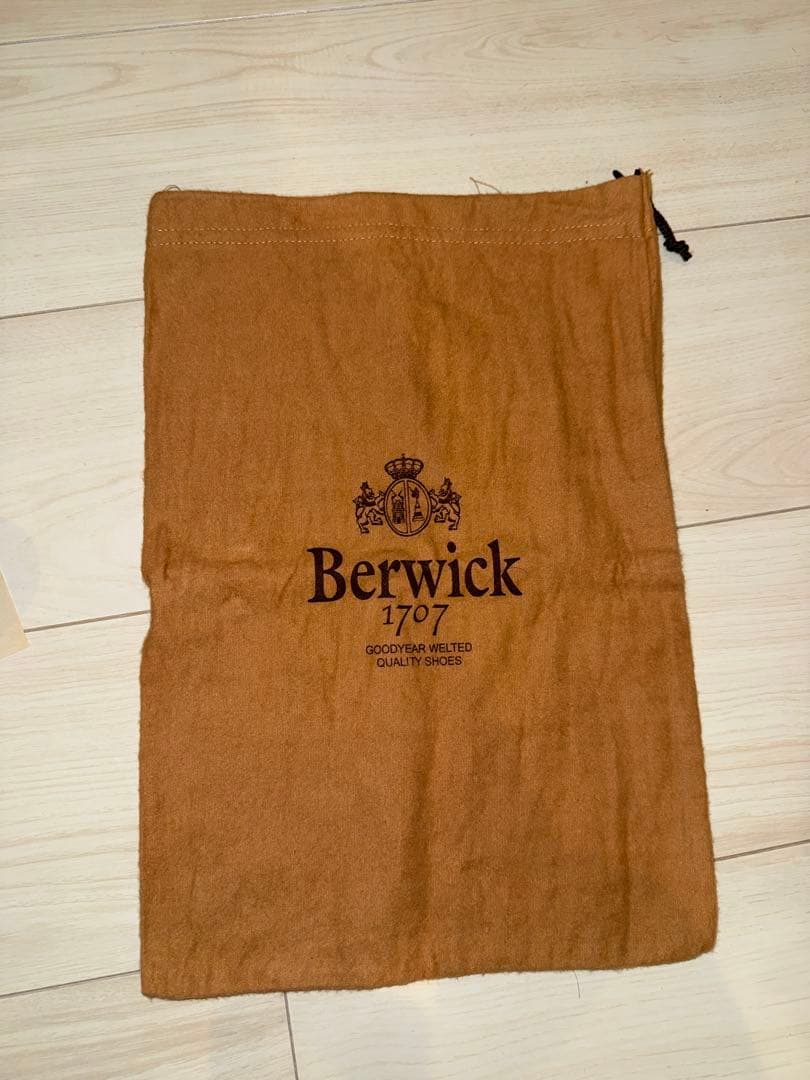 Berwick
1707
GOODYEAR WELTED
QUALITY SHOES